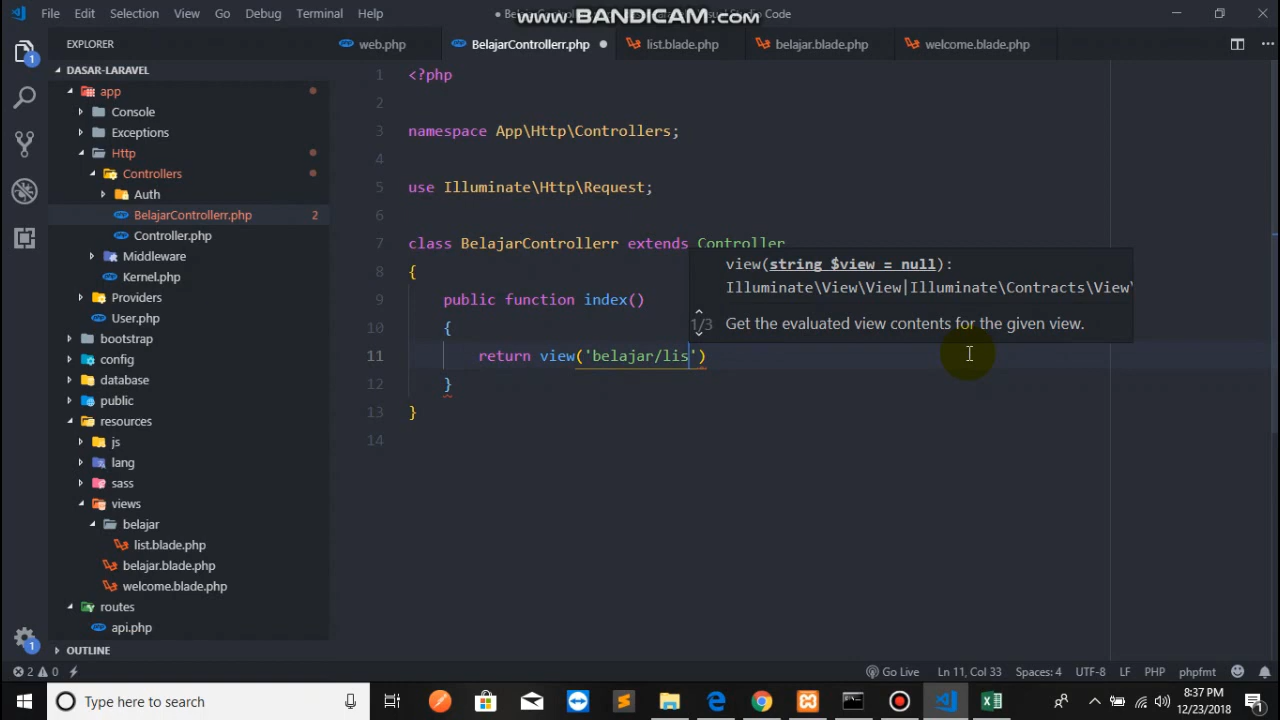 File Edit Selection View Go Debug Terminal Help
www.BANDICAM.com
Code
EXPLORER
DASAR-LARAVEL
app
Console
Exceptions
Http
Controllers
Auth
BelajarControllerr.php 2
Controller.php
Middleware
Kernel.php
Providers
User.php
bootstrap
config
database
public
resources
js
lang
sass
views
belajar
list.blade.php
belajar.blade.php
welcome.blade.php
routes
api.php
OUTLINE
web.php BelajarControllerr.php list.blade.php belajar.blade.php welcome.blade.php
1 <?php
2
3 namespace App\Http\Controllers;
4
5 use Illuminate\Http\Request;
6
7 class BelajarControllerr extends Controller
8 {
9 public function index()
10 {
11 return view('belajar/lis')
12 }
13 }
14
view(string $view = null):
Illuminate\View\View|Illuminate\Contracts\View\
1/3 Get the evaluated view contents for the given view.
2 0 Go Live Ln 11, Col 33 Spaces: 4 UTF-8 LF PHP phpfmt
Type here to search
8:37 PM
12/23/2018